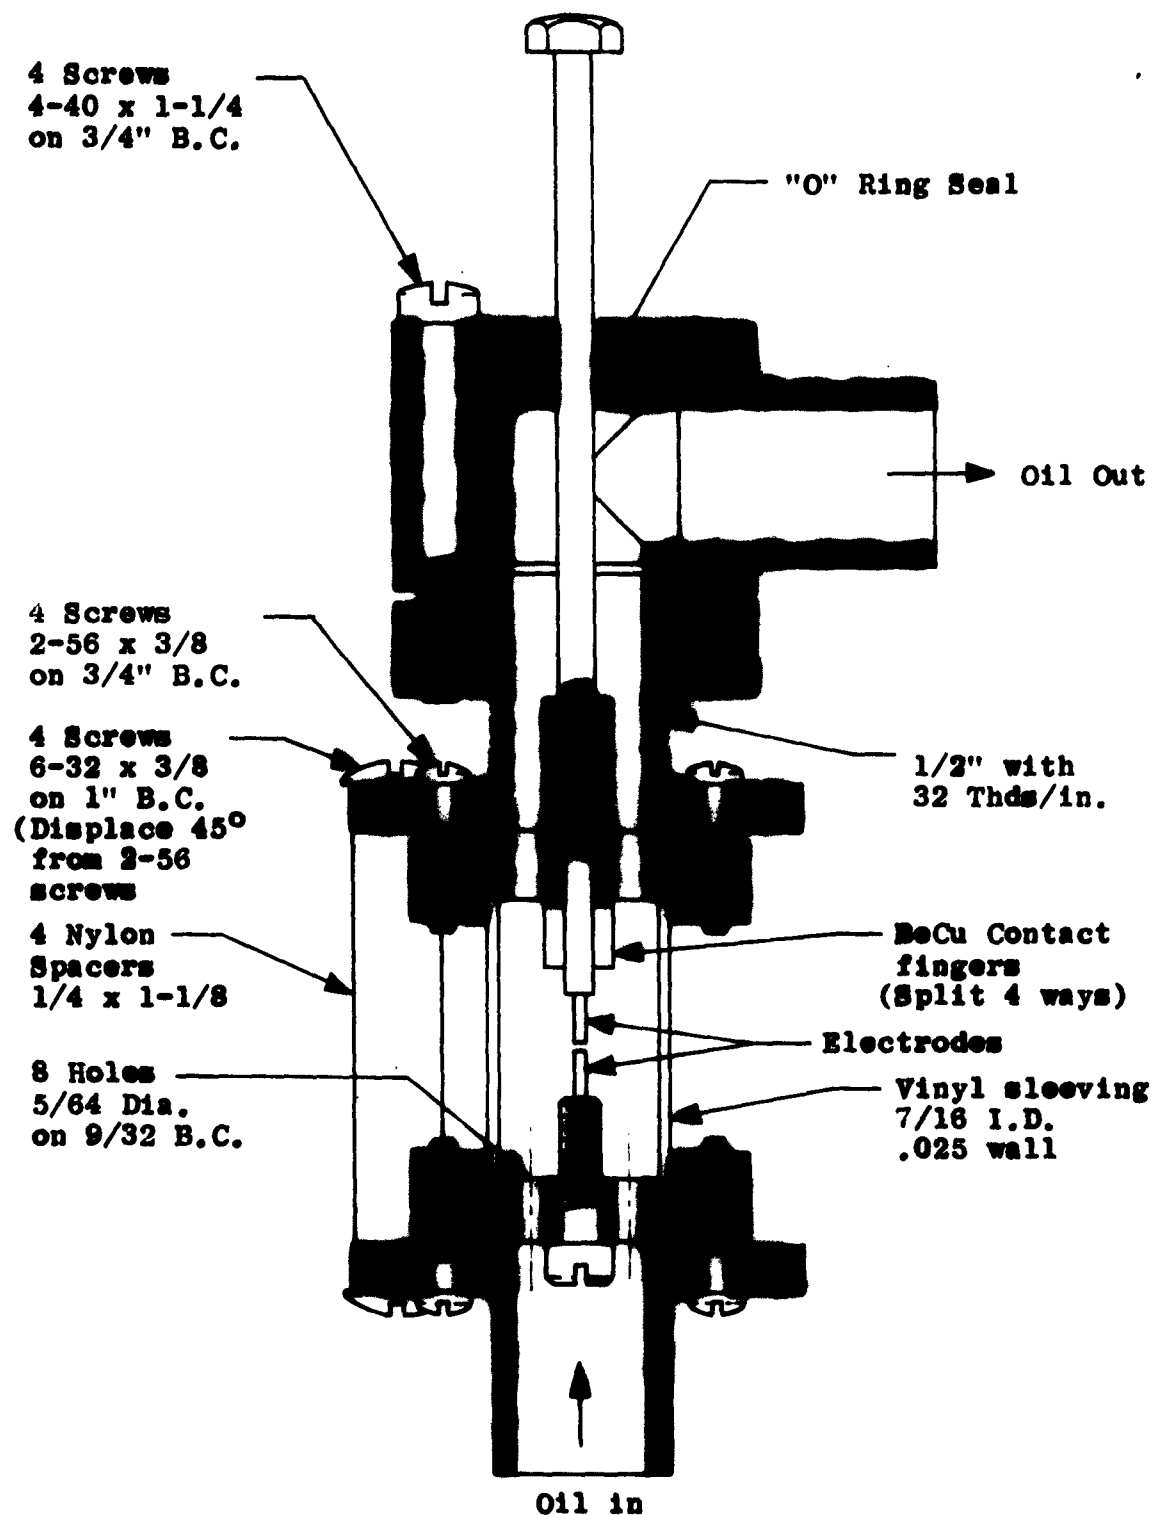 4 Screws
4-40 x 1-1/4
on 3/4" B.C.
"O" Ring Seal
Oil Out
4 Screws
2-56 x 3/8
on 3/4" B.C.
4 Screws
6-32 x 3/8
on 1" B.C.
(Displace 45°
from 2-56
screws
1/2" with
32 Thds/in.
4 Nylon
Spacers
1/4 x 1-1/8
BeCu Contact
fingers
(Split 4 ways)
Electrodes
8 Holes
5/64 Dia.
on 9/32 B.C.
Vinyl sleeving
7/16 I.D.
.025 wall
Oil in